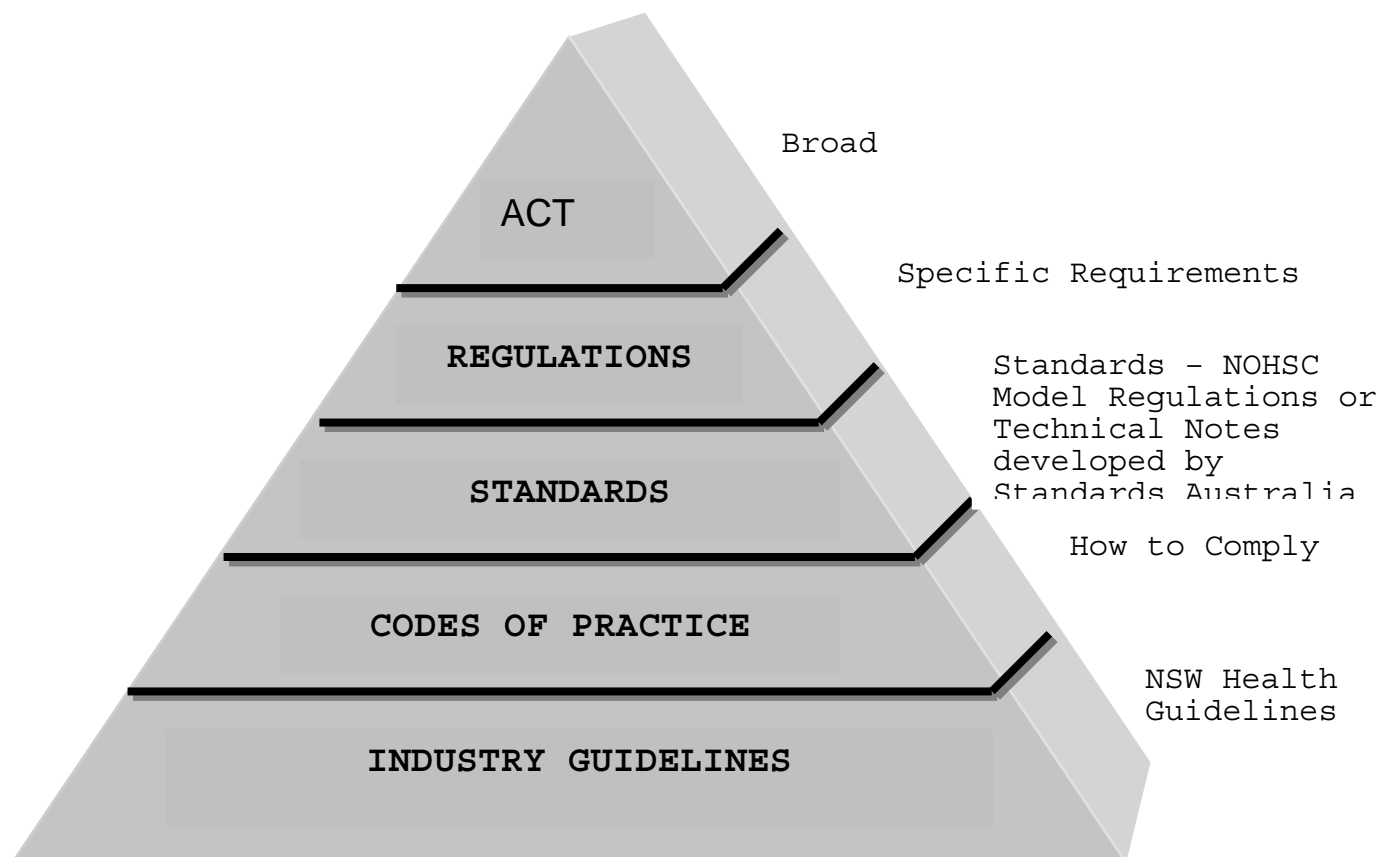 Broad
ACT
Specific Requirements
REGULATIONS
Standards – NOHSC
Model Regulations or
Technical Notes
developed by
Standards Australia
STANDARDS
How to Comply
CODES OF PRACTICE
NSW Health
Guidelines
INDUSTRY GUIDELINES